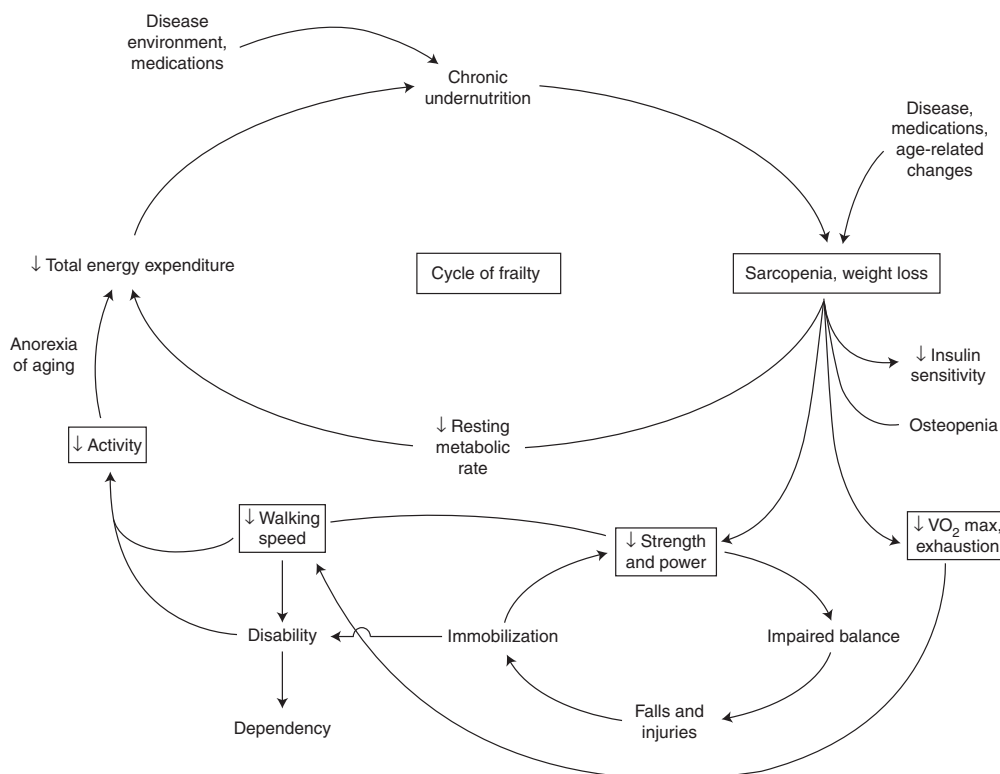 Disease
environment,
medications
Chronic
undernutrition
Disease,
medications,
age-related
changes
↓ Total energy expenditure
Cycle of frailty
Sarcopenia, weight loss
Anorexia
of aging
↓ Insulin
sensitivity
Osteopenia
↓ Activity
↓ Resting
metabolic
rate
↓ Walking
speed
↓ Strength
and power
↓ VO₂ max,
exhaustion
Disability
Immobilization
Impaired balance
Dependency
Falls and
injuries